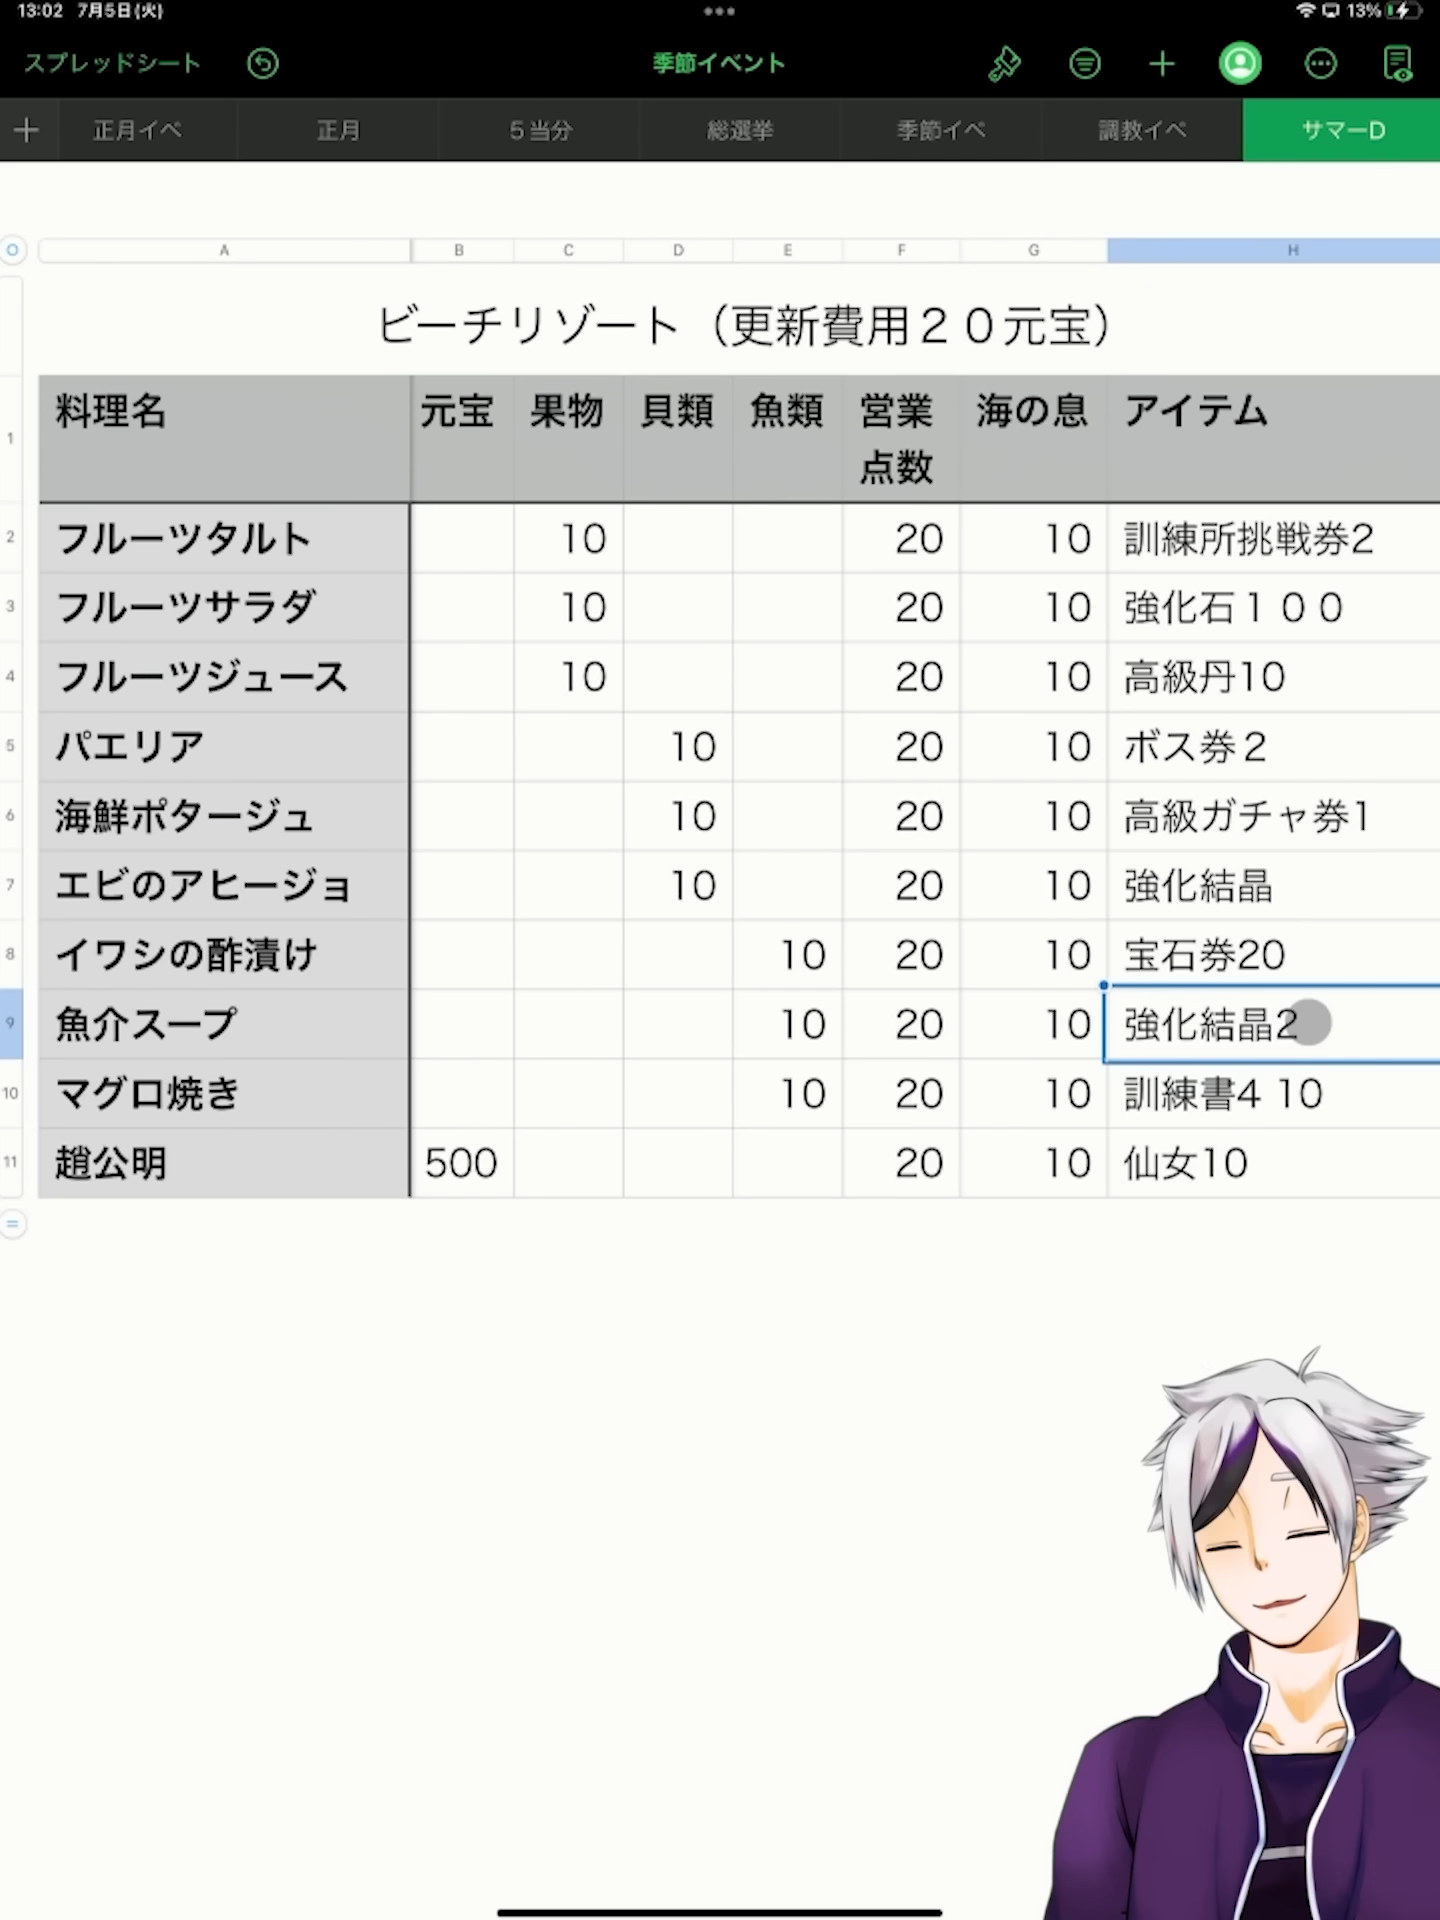 13:02 7月5日(火)
13%
スプレッドシート
季節イベント
正月イベ 正月 5当分 総選挙 季節イベ 調教イベ サマーD
A B C D E F G H
ビーチリゾート（更新費用２０元宝）
1 料理名 元宝 果物 貝類 魚類 営業点数 海の息 アイテム
2 フルーツタルト 10 20 10 訓練所挑戦券2
3 フルーツサラダ 10 20 10 強化石１００
4 フルーツジュース 10 20 10 高級丹10
5 パエリア 10 20 10 ボス券２
6 海鮮ポタージュ 10 20 10 高級ガチャ券1
7 エビのアヒージョ 10 20 10 強化結晶
8 イワシの酢漬け 10 20 10 宝石券20
9 魚介スープ 10 20 10 強化結晶2
10 マグロ焼き 10 20 10 訓練書4 10
11 趙公明 500 20 10 仙女10